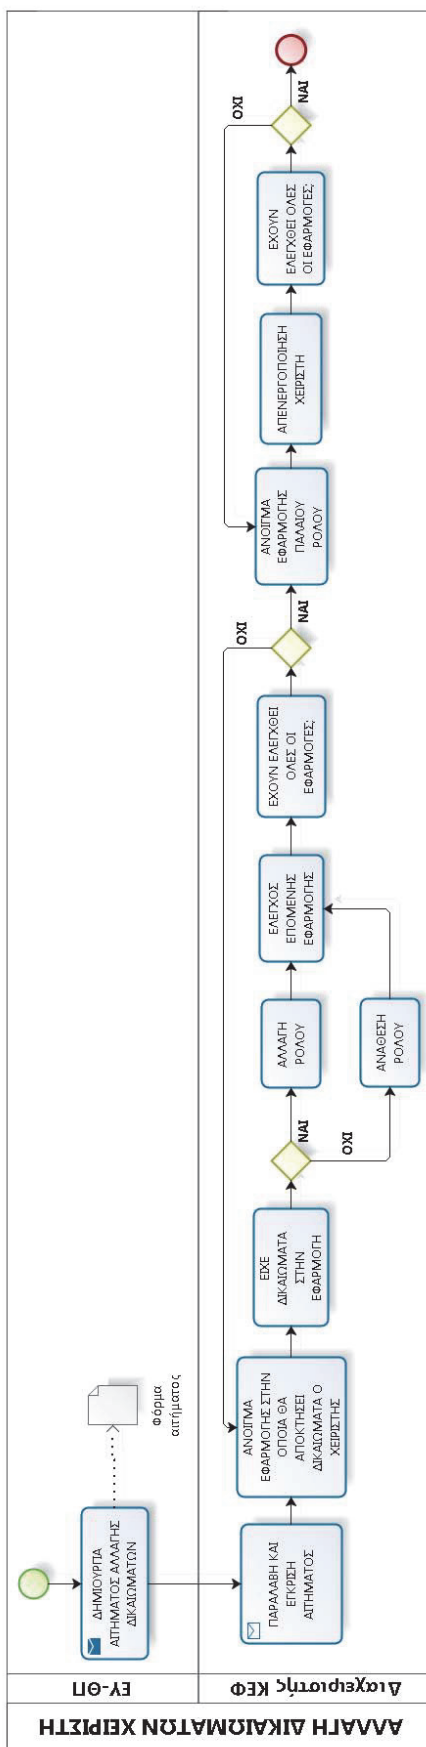 ΑΛΛΑΓΗ ΔΙΚΑΙΩΜΑΤΩΝ ΧΕΙΡΙΣΤΗ
ΕΥ-ΘΠ
ΔΗΜΙΟΥΡΓΙΑ
ΑΙΤΗΜΑΤΟΣ ΑΛΛΑΓΗΣ
ΔΙΚΑΙΩΜΑΤΩΝ
Φόρμα
αιτήματος
Διαχειριστής ΚΕΦ
ΠΑΡΑΛΑΒΗ ΚΑΙ
ΕΓΚΡΙΣΗ
ΑΙΤΗΜΑΤΟΣ
ΑΝΟΙΓΜΑ
ΕΦΑΡΜΟΓΗΣ ΣΤΗΝ
ΟΠΟΙΑ ΘΑ
ΑΠΟΚΤΗΣΕΙ
ΔΙΚΑΙΩΜΑΤΑ Ο
ΧΕΙΡΙΣΤΗΣ
ΕΙΧΕ
ΔΙΚΑΙΩΜΑΤΑ
ΣΤΗΝ
ΕΦΑΡΜΟΓΗ
ΝΑΙ
ΟΧΙ
ΑΛΛΑΓΗ
ΡΟΛΟΥ
ΑΝΑΘΕΣΗ
ΡΟΛΟΥ
ΕΛΕΓΧΟΣ
ΕΠΟΜΕΝΗΣ
ΕΦΑΡΜΟΓΗΣ
ΕΧΟΥΝ ΕΛΕΓΧΘΕΙ
ΟΛΕΣ ΟΙ
ΕΦΑΡΜΟΓΕΣ;
ΟΧΙ
ΝΑΙ
ΑΝΟΙΓΜΑ
ΕΦΑΡΜΟΓΗΣ
ΠΑΛΑΙΟΥ
ΡΟΛΟΥ
ΑΠΕΝΕΡΓΟΠΟΙΗΣΗ
ΧΕΙΡΙΣΤΗ
ΕΧΟΥΝ
ΕΛΕΓΧΘΕΙ ΟΛΕΣ
ΟΙ ΕΦΑΡΜΟΓΕΣ;
ΟΧΙ
ΝΑΙ